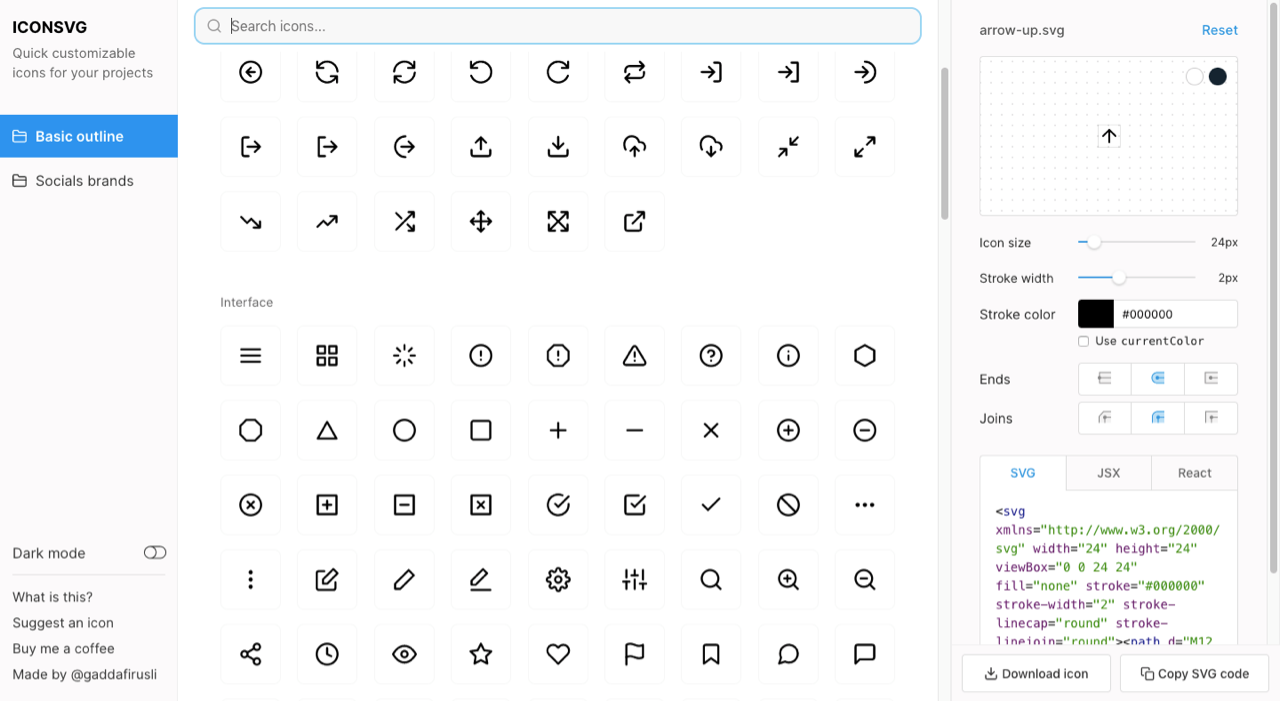 ICONSVG
Quick customizable
icons for your projects
Basic outline
Socials brands
Dark mode
What is this?
Suggest an icon
Buy me a coffee
Made by @gaddafirusli
Search icons...
Interface
arrow-up.svg
Reset
Icon size
24px
Stroke width
2px
Stroke color
#000000
Use currentColor
Ends
Joins
SVG
JSX
React
<svg
xmlns="http://www.w3.org/2000/
svg" width="24" height="24"
viewBox="0 0 24 24"
fill="none" stroke="#000000"
stroke-width="2" stroke-
linecap="round" stroke-
linejoin="round"><path d="M12
Download icon
Copy SVG code